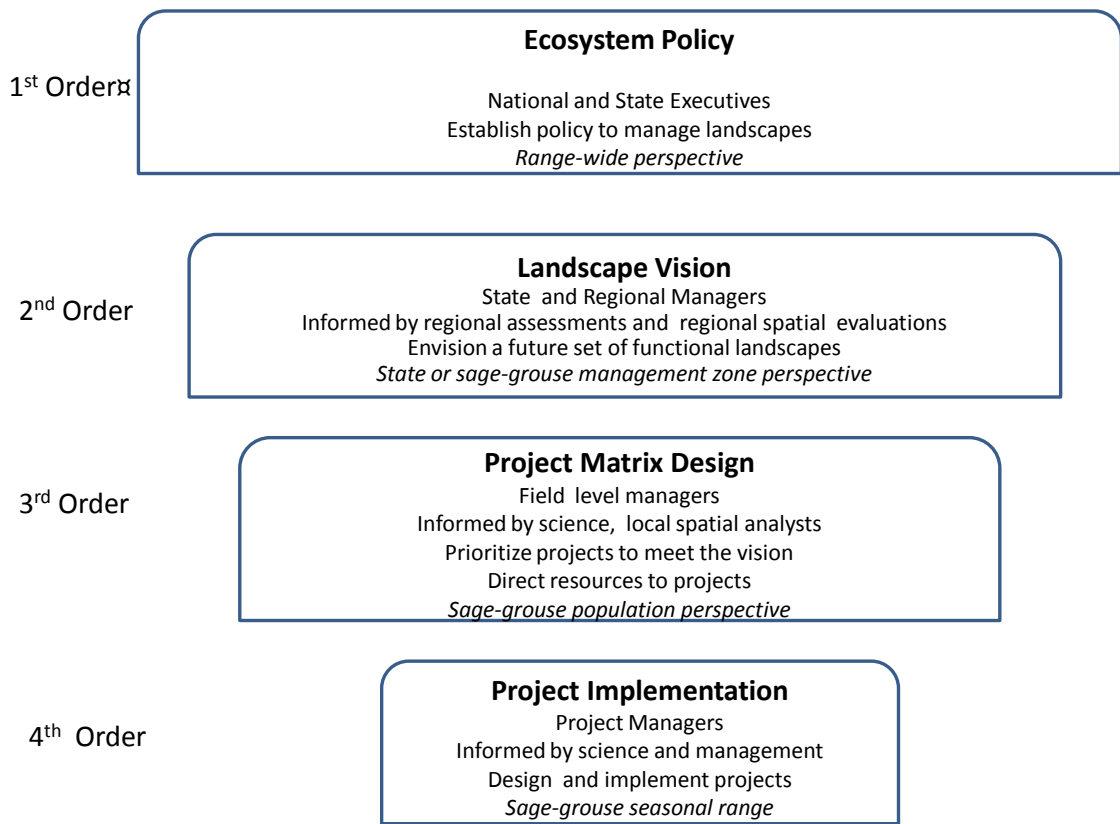 Ecosystem Policy
1st Order¤
National and State Executives
Establish policy to manage landscapes
Range-wide perspective
Landscape Vision
2nd Order
State and Regional Managers
Informed by regional assessments and regional spatial evaluations
Envision a future set of functional landscapes
State or sage-grouse management zone perspective
Project Matrix Design
3rd Order
Field level managers
Informed by science, local spatial analysts
Prioritize projects to meet the vision
Direct resources to projects
Sage-grouse population perspective
Project Implementation
4th Order
Project Managers
Informed by science and management
Design and implement projects
Sage-grouse seasonal range